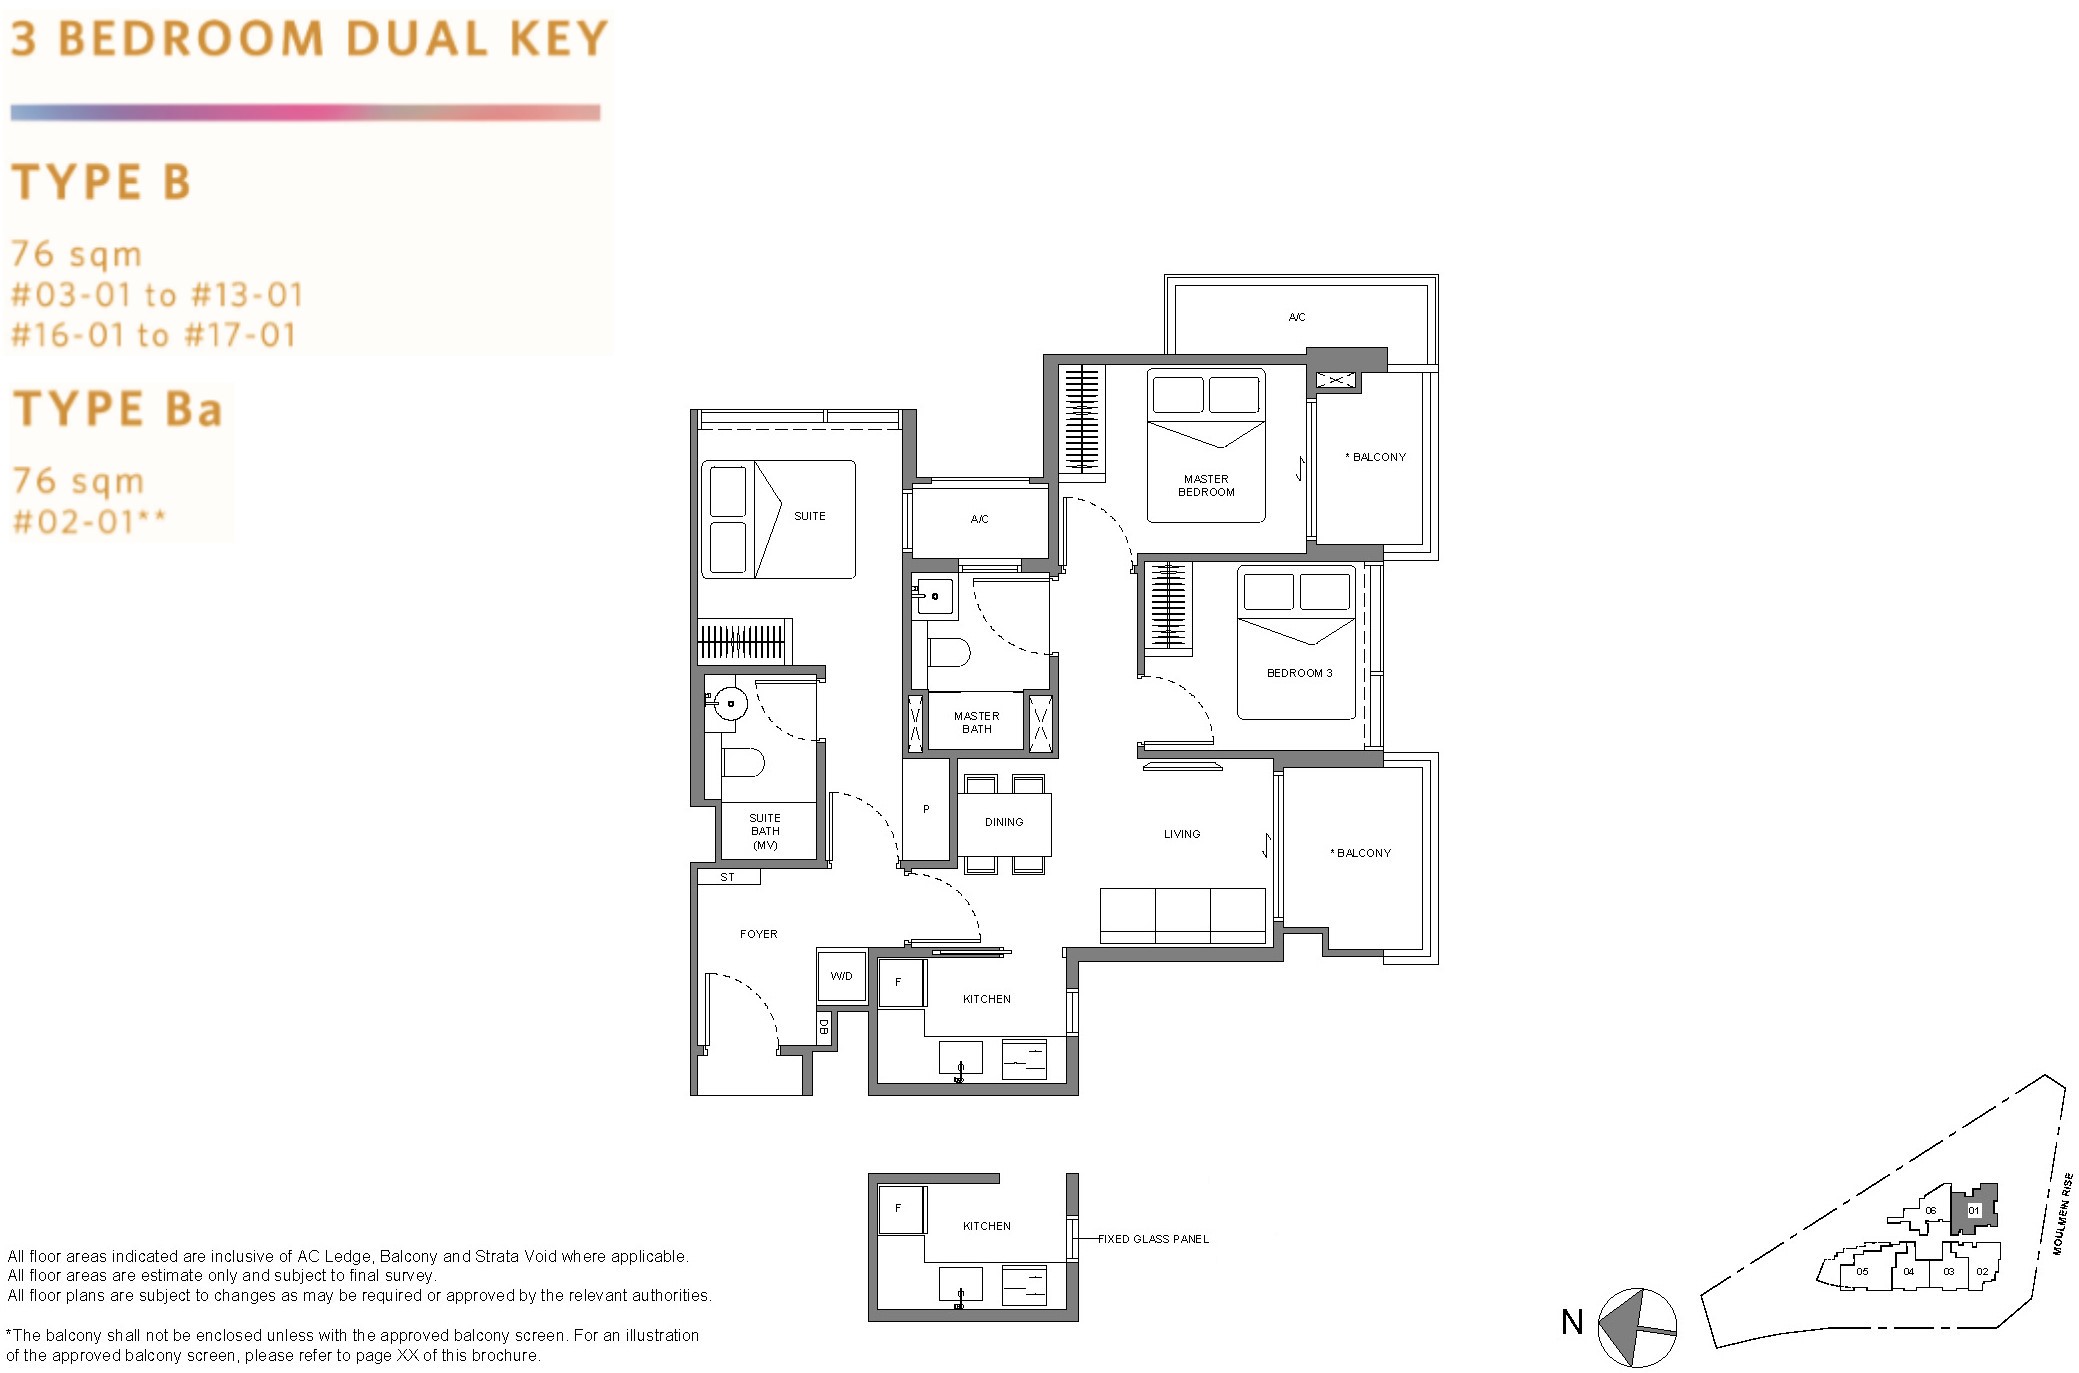 3 BEDROOM DUAL KEY
TYPE B
76 sqm
#03-01 to #13-01
#16-01 to #17-01
TYPE Ba
76 sqm
#02-01**
A/C
* BALCONY
MASTER
BEDROOM
SUITE
A/C
BEDROOM 3
MASTER
BATH
P
DINING
LIVING
* BALCONY
SUITE
BATH
(MV)
ST
FOYER
W/D
F
KITCHEN
DB
F
KITCHEN
FIXED GLASS PANEL
All floor areas indicated are inclusive of AC Ledge, Balcony and Strata Void where applicable.
All floor areas are estimate only and subject to final survey.
All floor plans are subject to changes as may be required or approved by the relevant authorities.
*The balcony shall not be enclosed unless with the approved balcony screen. For an illustration
of the approved balcony screen, please refer to page XX of this brochure.
N
06
01
05
04
03
02
MOULMEIN RISE